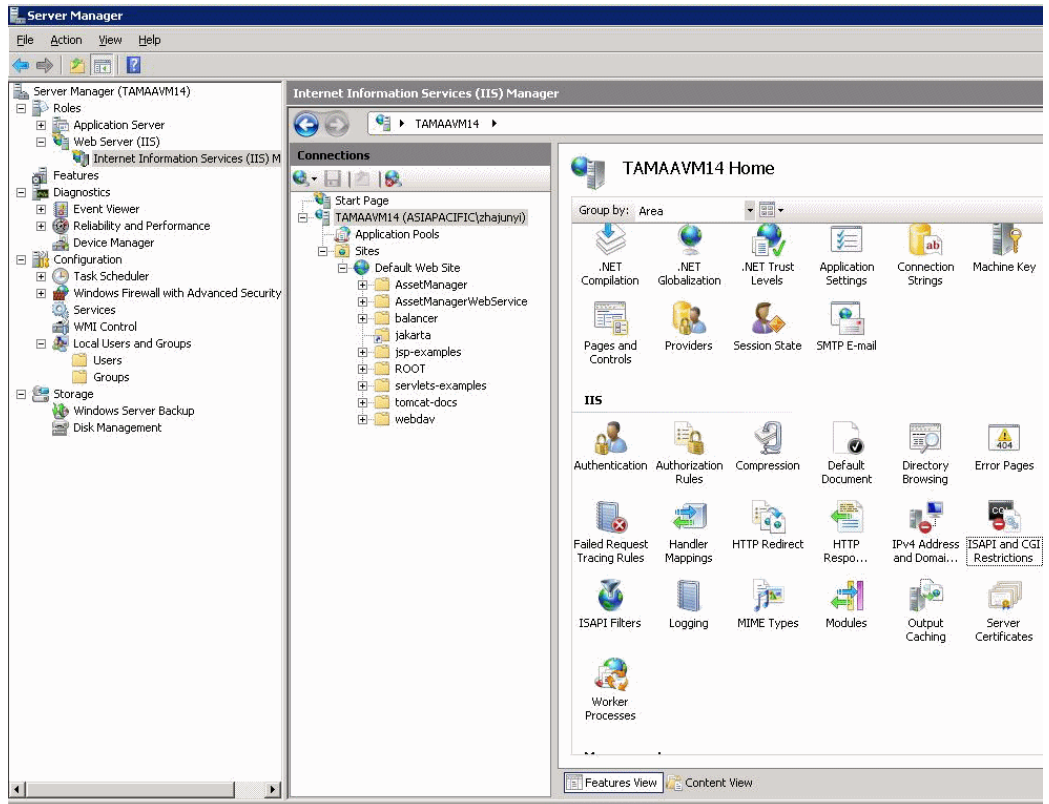 Server Manager
File Action View Help
Server Manager (TAMAAVM14)
Roles
Application Server
Web Server (IIS)
Internet Information Services (IIS) M
Features
Diagnostics
Event Viewer
Reliability and Performance
Device Manager
Configuration
Task Scheduler
Windows Firewall with Advanced Security
Services
WMI Control
Local Users and Groups
Users
Groups
Storage
Windows Server Backup
Disk Management
Internet Information Services (IIS) Manager
TAMAAVM14
Connections
Start Page
TAMAAVM14 (ASIAPACIFIC\zhajunyi)
Application Pools
Sites
Default Web Site
AssetManager
AssetManagerWebService
balancer
jakarta
jsp-examples
ROOT
servlets-examples
tomcat-docs
webdav
TAMAAVM14 Home
Group by: Area
ab
.NET Compilation
.NET Globalization
.NET Trust Levels
Application Settings
Connection Strings
Machine Key
Pages and Controls
Providers
Session State
SMTP E-mail
IIS
404
Authentication
Authorization Rules
Compression
Default Document
Directory Browsing
Error Pages
Failed Request Tracing Rules
Handler Mappings
HTTP Redirect
HTTP Respo...
IPv4 Address and Domai...
ISAPI and CGI Restrictions
ISAPI Filters
Logging
MIME Types
Modules
Output Caching
Server Certificates
Worker Processes
Features View
Content View